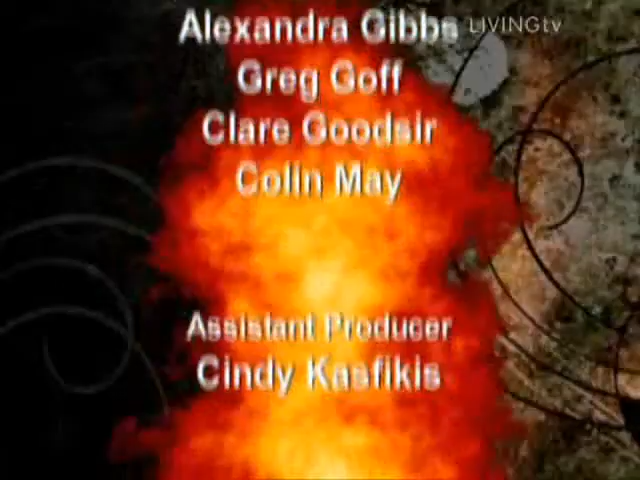 Alexandra Gibbs
LIVINGtv
Greg Goff
Clare Goodsir
Colin May
Assistant Producer
Cindy Kasfikis